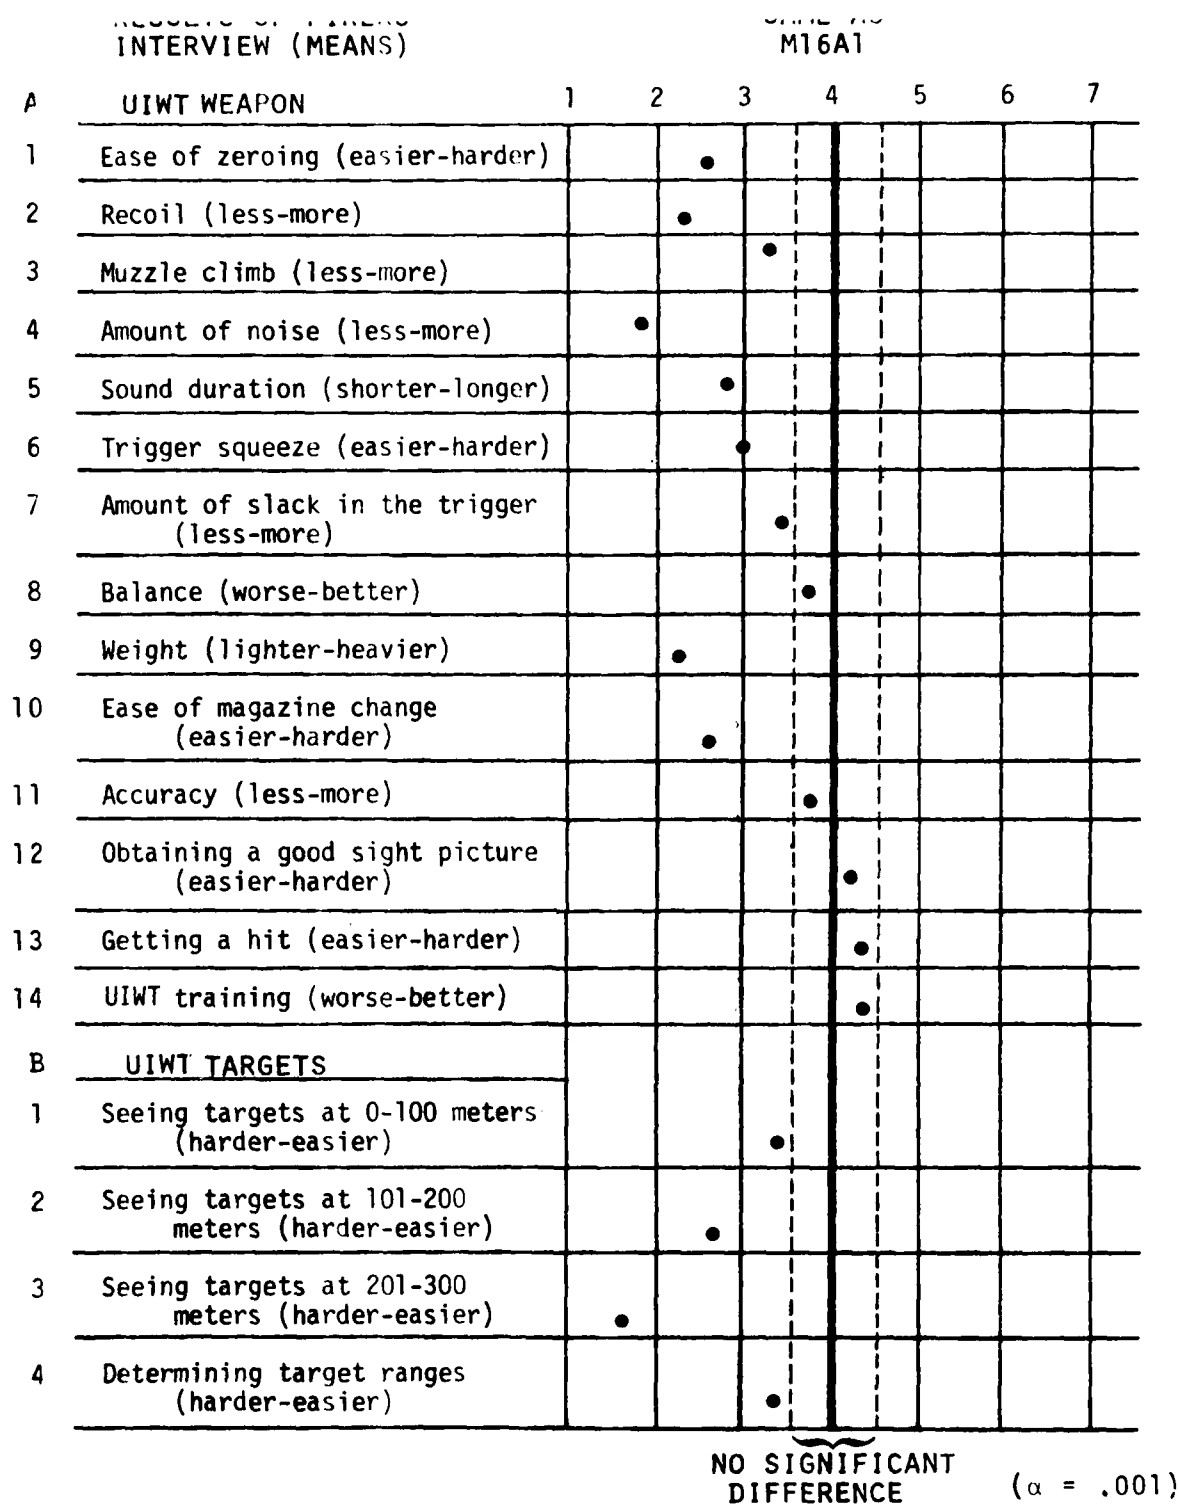 INTERVIEW (MEANS)
M16A1
A UIWT WEAPON 1 2 3 4 5 6 7
1 Ease of zeroing (easier-harder)
2 Recoil (less-more)
3 Muzzle climb (less-more)
4 Amount of noise (less-more)
5 Sound duration (shorter-longer)
6 Trigger squeeze (easier-harder)
7 Amount of slack in the trigger
(less-more)
8 Balance (worse-better)
9 Weight (lighter-heavier)
10 Ease of magazine change
(easier-harder)
11 Accuracy (less-more)
12 Obtaining a good sight picture
(easier-harder)
13 Getting a hit (easier-harder)
14 UIWT training (worse-better)
B UIWT TARGETS
1 Seeing targets at 0-100 meters
(harder-easier)
2 Seeing targets at 101-200
meters (harder-easier)
3 Seeing targets at 201-300
meters (harder-easier)
4 Determining target ranges
(harder-easier)
NO SIGNIFICANT
DIFFERENCE (α = .001)